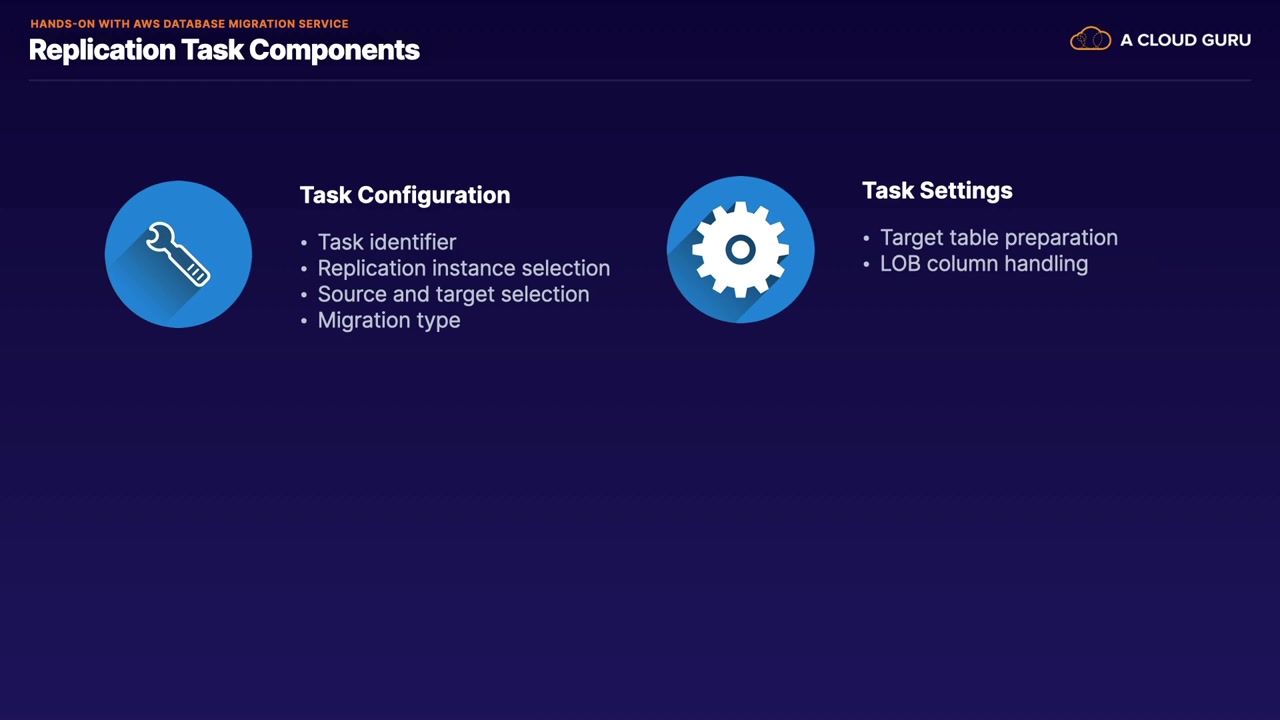 HANDS-ON WITH AWS DATABASE MIGRATION SERVICE
Replication Task Components
A CLOUD GURU
Task Configuration
• Task identifier
• Replication instance selection
• Source and target selection
• Migration type
Task Settings
• Target table preparation
• LOB column handling